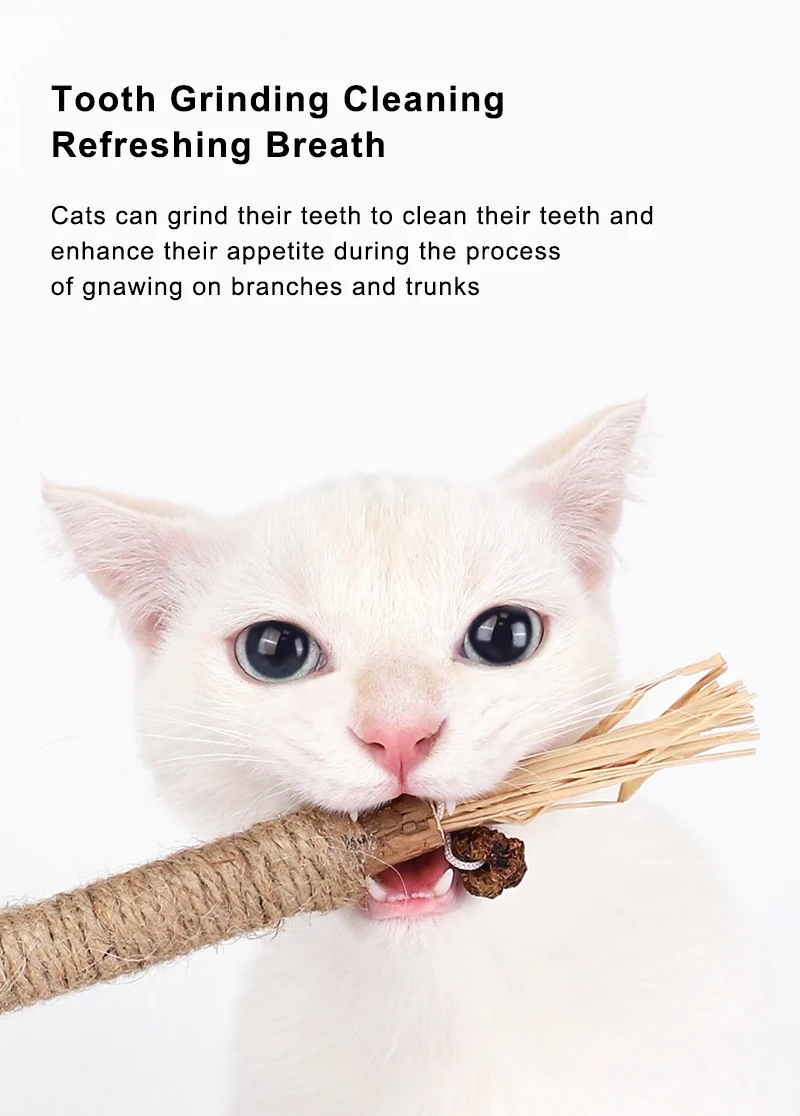 Tooth Grinding Cleaning
Refreshing Breath
Cats can grind their teeth to clean their teeth and
enhance their appetite during the process
of gnawing on branches and trunks